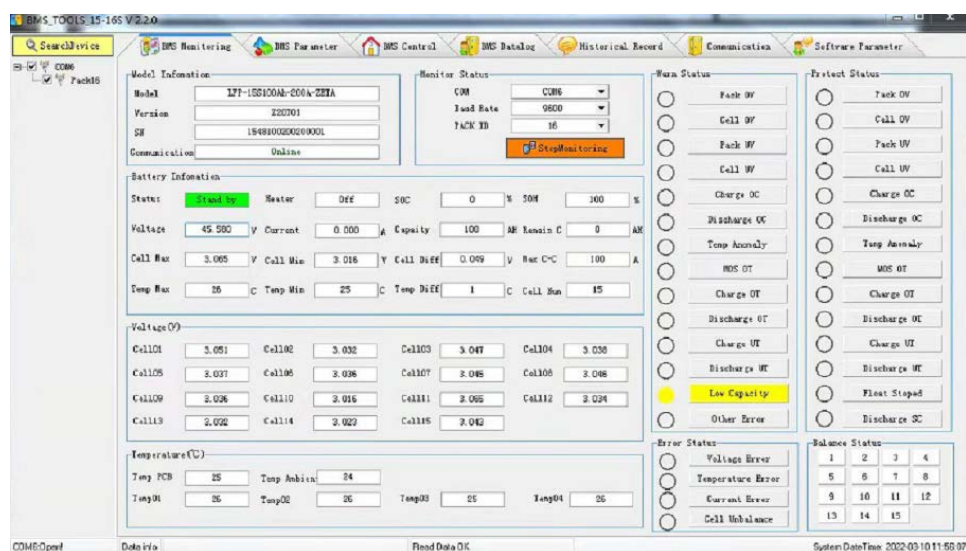 BMS_TOOLS_15-16S V 2.2.0
SearchDevice
BMS Monitering
BMS Parameter
BMS Control
BMS Datalog
Historical Record
Communication
Software Parameter
COM6
Pack16
Model Infomation
Model LFP-15S100Ah-200A-ZETA
Version Z20T01
SN 1848100200200001
Communication Online
Monitor Status
COM COM6
Baud Rate 9600
PACK ID 16
StopMonitoring
Battery Infomation
Status Stand by Heater Off SOC 0 % SOH 100 %
Voltage 45.580 V Current 0.000 A Capaity 100 AH Remain C 0 AH
Cell Max 3.065 V Cell Min 3.016 V Cell Diff 0.049 V Max C-C 100 A
Temp Max 26 C Temp Min 25 C Temp Diff 1 C Cell Num 15
Voltage(V)
Cell01 3.051 Cell02 3.032 Cell03 3.047 Cell04 3.038
Cell05 3.037 Cell06 3.036 Cell07 3.045 Cell08 3.046
Cell09 3.036 Cell10 3.016 Cell11 3.065 Cell12 3.034
Cell13 3.032 Cell14 3.023 Cell15 3.043
Temperature(℃)
Temp PCB 25 Temp Ambien 24
Temp01 26 Temp02 26 Temp03 25 Temp04 26
Warn Status
Pack OV
Cell OV
Pack UV
Cell UV
Charge OC
Discharge OC
Temp Anomaly
MOS OT
Charge OT
Discharge OT
Charge UT
Discharge UT
Low Capacity
Other Error
Protect Status
Pack OV
Cell OV
Pack UV
Cell UV
Charge OC
Discharge OC
Temp Anomaly
MOS OT
Charge OT
Discharge OT
Charge UT
Discharge UT
Float Stoped
Discharge SC
Error Status
Voltage Error
Temperature Error
Current Error
Cell Unbalance
Balance Status
1 2 3 4
5 6 7 8
9 10 11 12
13 14 15
COM6:Open! Data info Read Data OK System DateTime: 2022-03-10 11:56:07